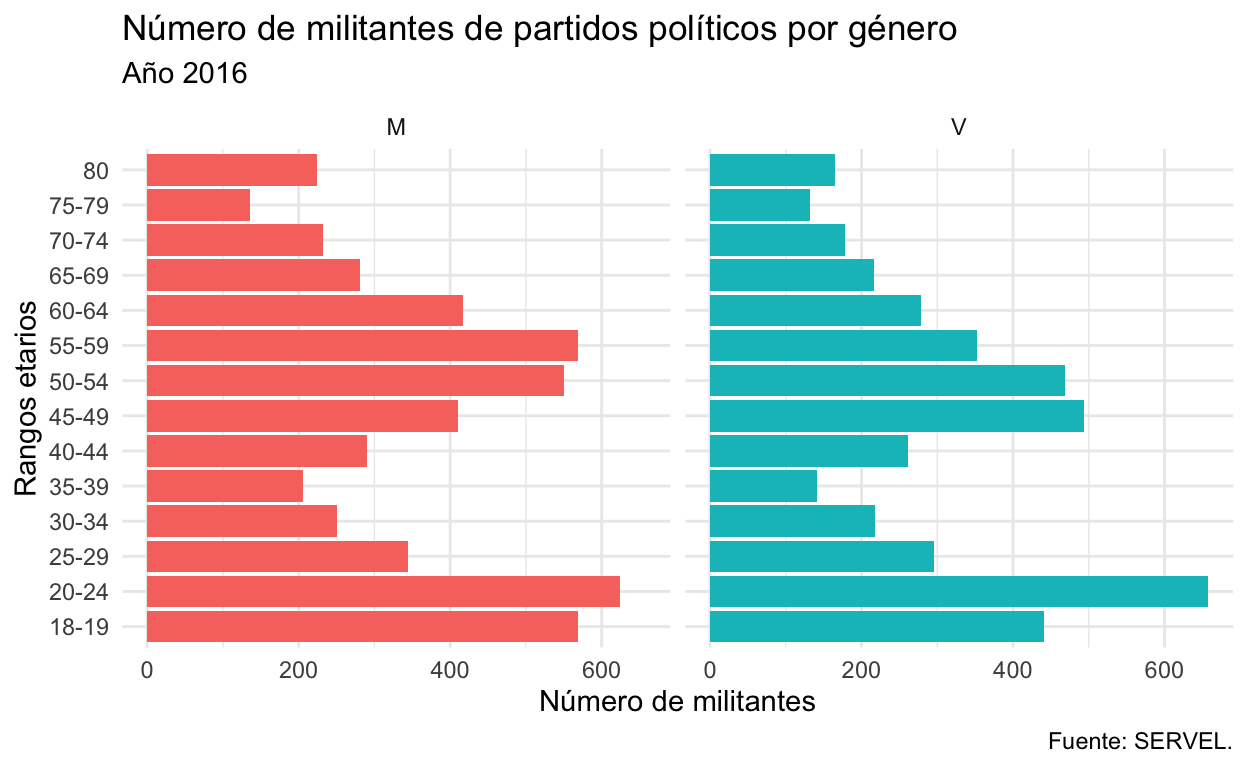 Número de militantes de partidos políticos por género
Año 2016
M
V
Rangos etarios
80
75-79
70-74
65-69
60-64
55-59
50-54
45-49
40-44
35-39
30-34
25-29
20-24
18-19
0 200 400 600
0 200 400 600
Número de militantes
Fuente: SERVEL.